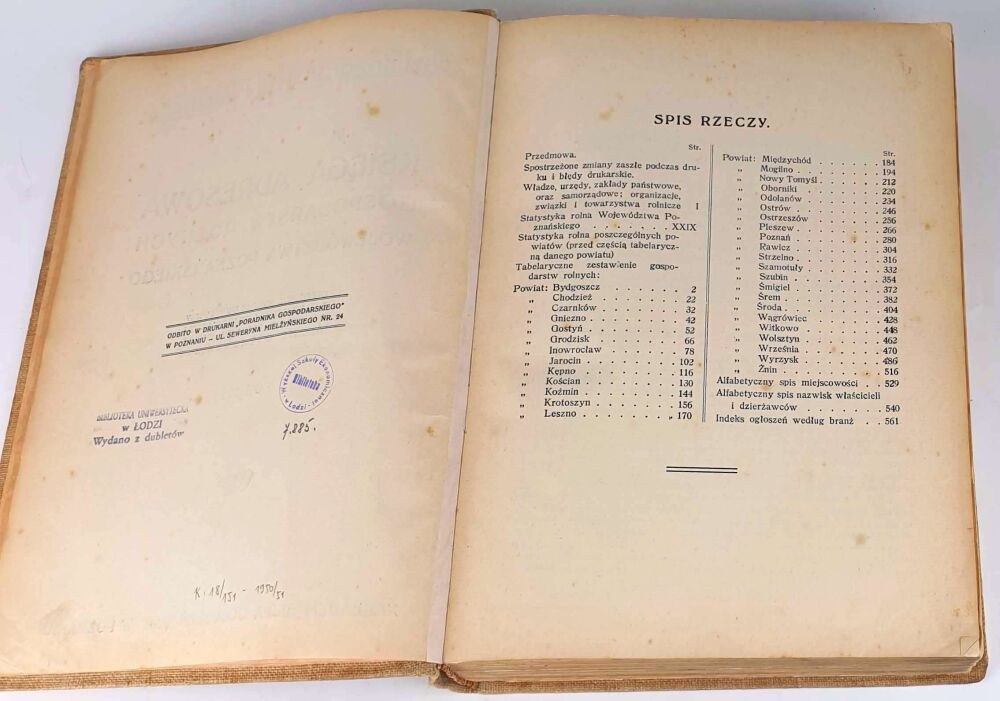 ODBITO W DRUKARNI „PORADNIKA GOSPODARSKIEGO"
W POZNANIU – UL. SEWERYNA MIELŻYŃSKIEGO NR. 24
Biblioteka
BIBLIOTEKA UNIWERSYTECKA
w ŁODZI
Wydano z dubletów
7.885.
SPIS RZECZY.
Str.
Przedmowa.
Spostrzeżone zmiany zaszłe podczas dru-
ku i błędy drukarskie.
Władze, urzędy, zakłady państwowe,
oraz samorządowe; organizacje,
związki i towarzystwa rolnicze I
Statystyka rolna Województwa Po-
znańskiego . . . . . . . XXIX
Statystyka rolna poszczególnych po-
wiatów (przed częścią tabelarycz-
ną danego powiatu)
Tabelaryczne zestawienie gospo-
darstw rolnych:
Powiat: Bydgoszcz . . . . . . 2
„ Chodzież . . . . . . 22
„ Czarnków . . . . . . 32
„ Gniezno . . . . . . 42
„ Gostyń . . . . . . 52
„ Grodzisk . . . . . . 66
„ Inowrocław . . . . . 78
„ Jarocin . . . . . . 102
„ Kępno . . . . . . 116
„ Kościan . . . . . . 130
„ Koźmin . . . . . . 144
„ Krotoszyn . . . . . 156
„ Leszno . . . . . . 170
Str.
Powiat: Międzychód . . . . . 184
„ Mogilno . . . . . . 194
„ Nowy Tomyśl . . . . . 212
„ Oborniki . . . . . . 220
„ Odolanów . . . . . 234
„ Ostrów . . . . . . 246
„ Ostrzeszów . . . . . 256
„ Pleszew . . . . . . 266
„ Poznań . . . . . . 280
„ Rawicz . . . . . . 304
„ Strzelno . . . . . . 316
„ Szamotuły . . . . . 332
„ Szubin . . . . . . 354
„ Śmigiel . . . . . . 372
„ Śrem . . . . . . 382
„ Środa . . . . . . 404
„ Wągrówiec . . . . . 428
„ Witkowo . . . . . . 448
„ Wolsztyn . . . . . . 462
„ Września . . . . . . 470
„ Wyrzysk . . . . . . 486
„ Żnin . . . . . . 516
Alfabetyczny spis miejscowości . . 529
Alfabetyczny spis nazwisk właścicieli
i dzierżawców . . . . . . 540
Indeks ogłoszeń według branż . . 561